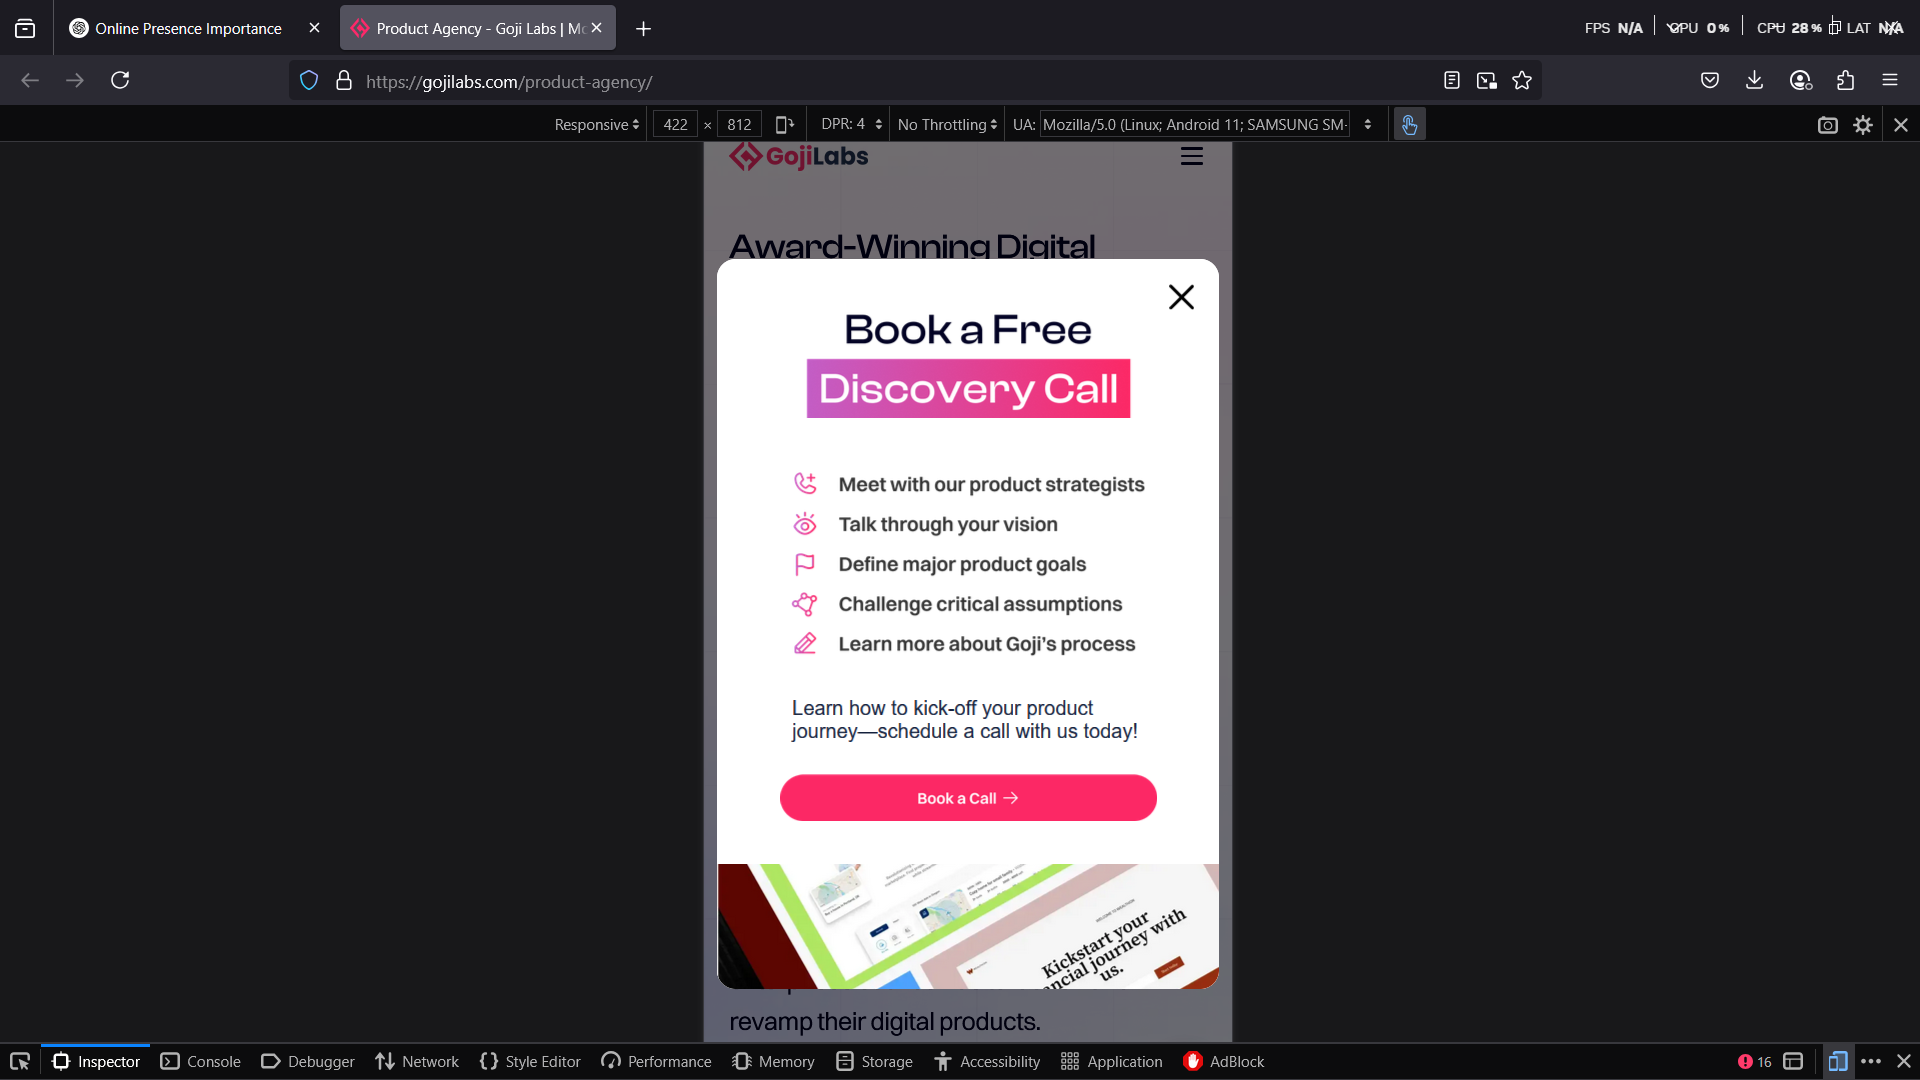 Online Presence Importance
Product Agency - Goji Labs | Mo
FPS N/A
GPU 0 %
CPU 28 %
LAT N/A
https://gojilabs.com/product-agency/
Responsive
422 × 812
DPR: 4
No Throttling
UA: Mozilla/5.0 (Linux; Android 11; SAMSUNG SM-
GojiLabs
Award-Winning Digital
Book a Free
Discovery Call
Meet with our product strategists
Talk through your vision
Define major product goals
Challenge critical assumptions
Learn more about Goji's process
Learn how to kick-off your product
journey—schedule a call with us today!
Book a Call →
Kickstart your
ncial journey with
us.
revamp their digital products.
Inspector
Console
Debugger
Network
Style Editor
Performance
Memory
Storage
Accessibility
Application
AdBlock
16